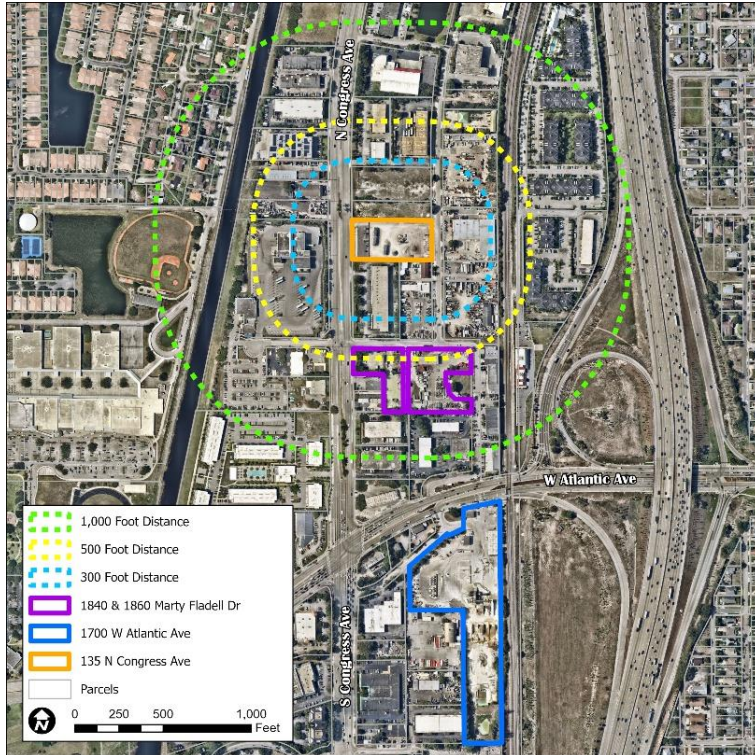 N Congress Ave
W Atlantic Ave
S Congress Ave
1,000 Foot Distance
500 Foot Distance
300 Foot Distance
1840 & 1860 Marty Fladell Dr
1700 W Atlantic Ave
135 N Congress Ave
Parcels
N
0 250 500 1,000
Feet